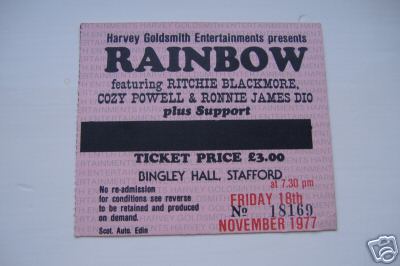 Harvey Goldsmith Entertainments presents
RAINBOW
featuring RITCHIE BLACKMORE,
COZY POWELL & RONNIE JAMES DIO
plus Support
TICKET PRICE £3.00
BINGLEY HALL, STAFFORD
at 7.30 pm
No re-admission
for conditions see reverse
to be retained and produced
on demand.
Scot. Auto. Edin
FRIDAY 18th
No 18169
NOVEMBER 1977
ebY